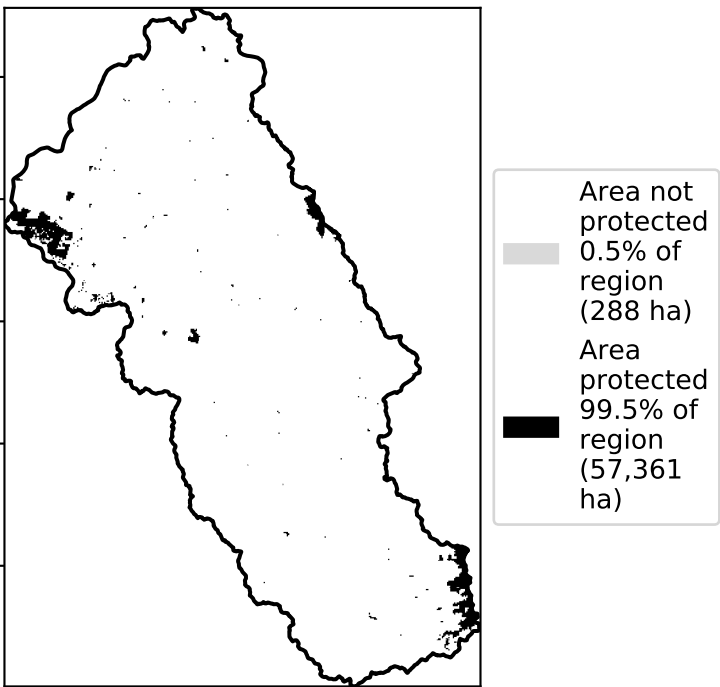 Area not
protected
0.5% of
region
(288 ha)
Area
protected
99.5% of
region
(57,361
ha)